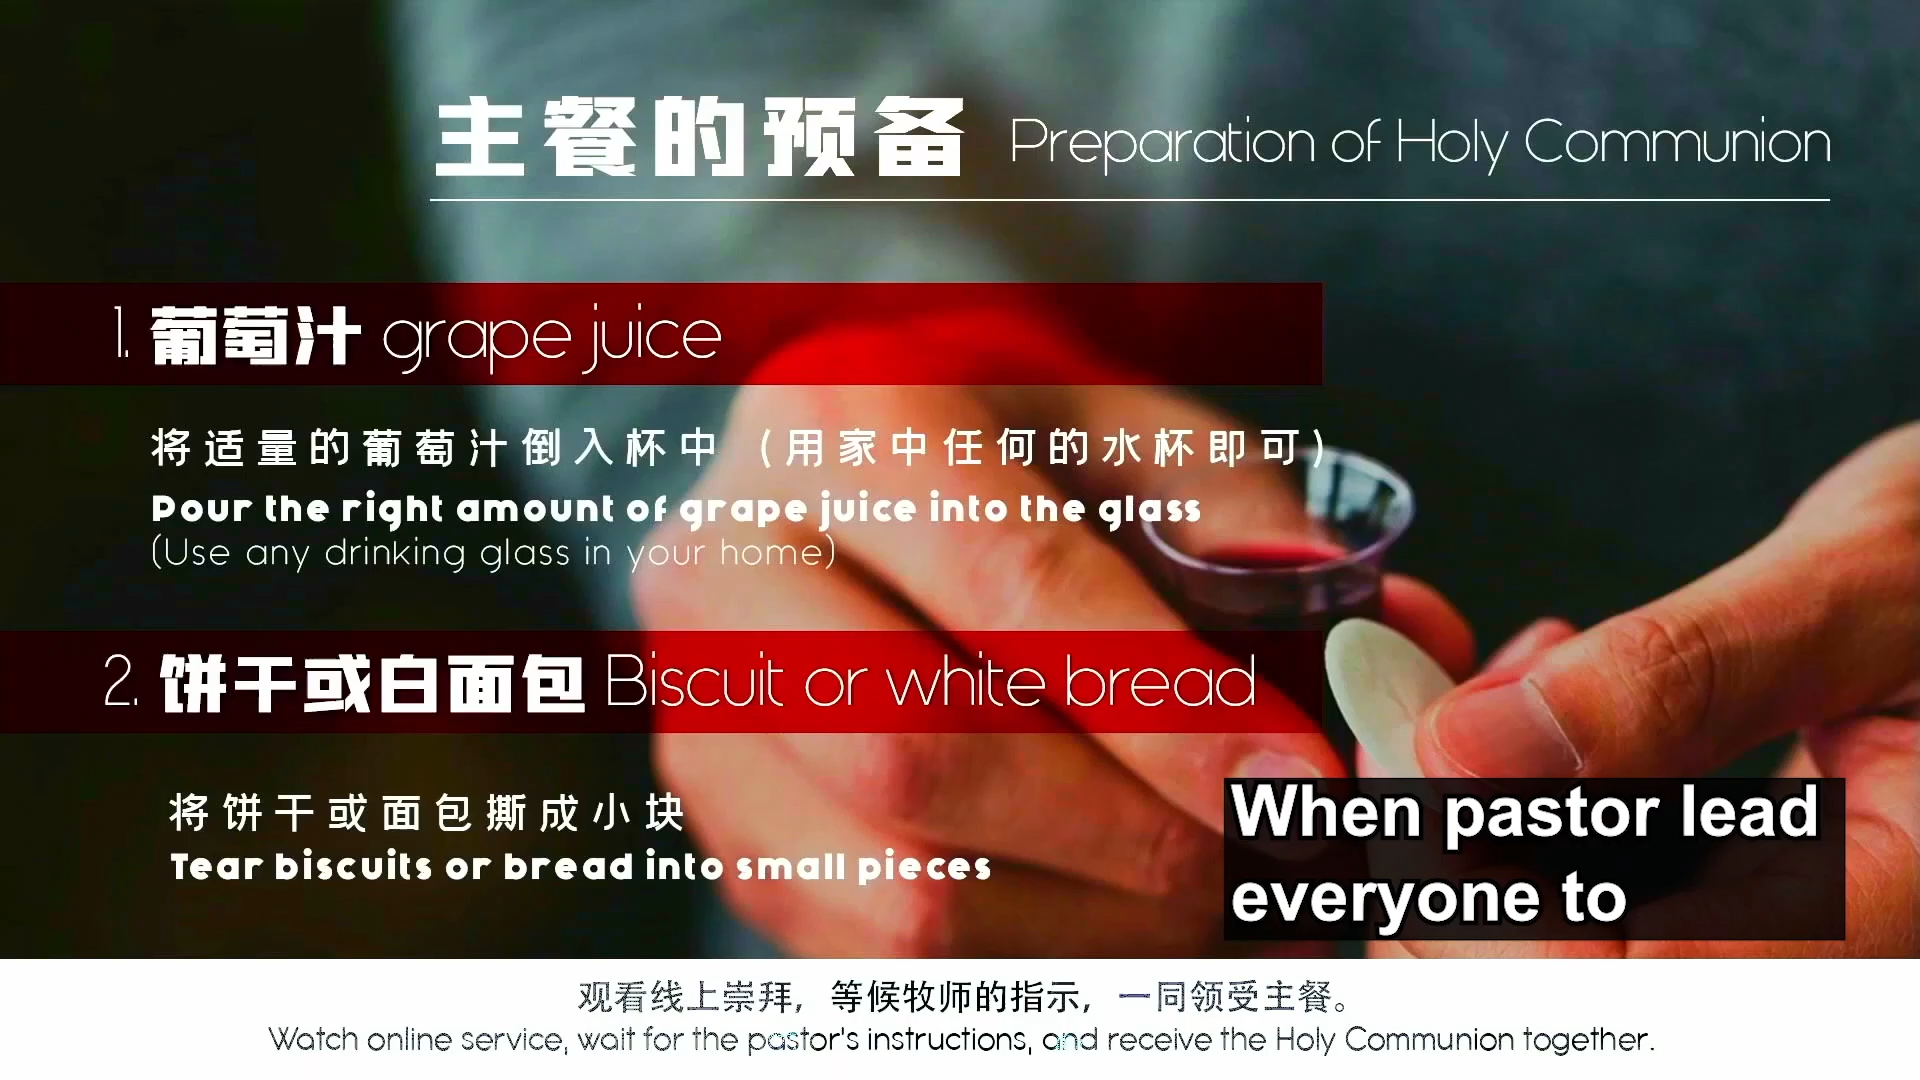 主餐的预备 Preparation of Holy Communion
1. 葡萄汁 grape juice
将适量的葡萄汁倒入杯中 (用家中任何的水杯即可)
Pour the right amount of grape juice into the glass
(Use any drinking glass in your home)
2. 饼干或白面包 Biscuit or white bread
将饼干或面包撕成小块
Tear biscuits or bread into small pieces
When pastor lead
everyone to
观看线上崇拜，等候牧师的指示，一同领受主餐。
Watch online service, wait for the pastor's instructions, and receive the Holy Communion together.